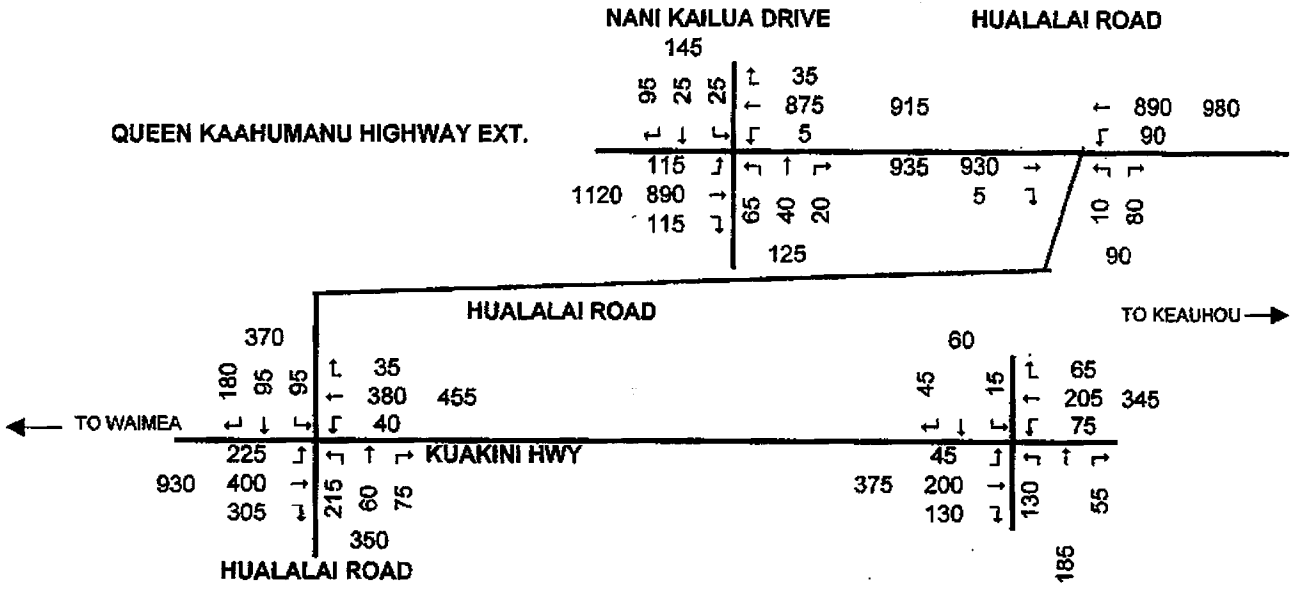 NANI KAILUA DRIVE HUALALAI ROAD
145
95 25 25 35
875 915 890 980
QUEEN KAAHUMANU HIGHWAY EXT. 5 90
115 935 930
1120 890 5
115 65 40 20 10 80
125 90
HUALALAI ROAD TO KEAUHOU
370 60
180 95 95 35 45 15 65
380 455 205 345
TO WAIMEA 40 75
225 KUAKINI HWY 45
930 400 375 200
305 215 60 75 130 130 55
350
HUALALAI ROAD 185